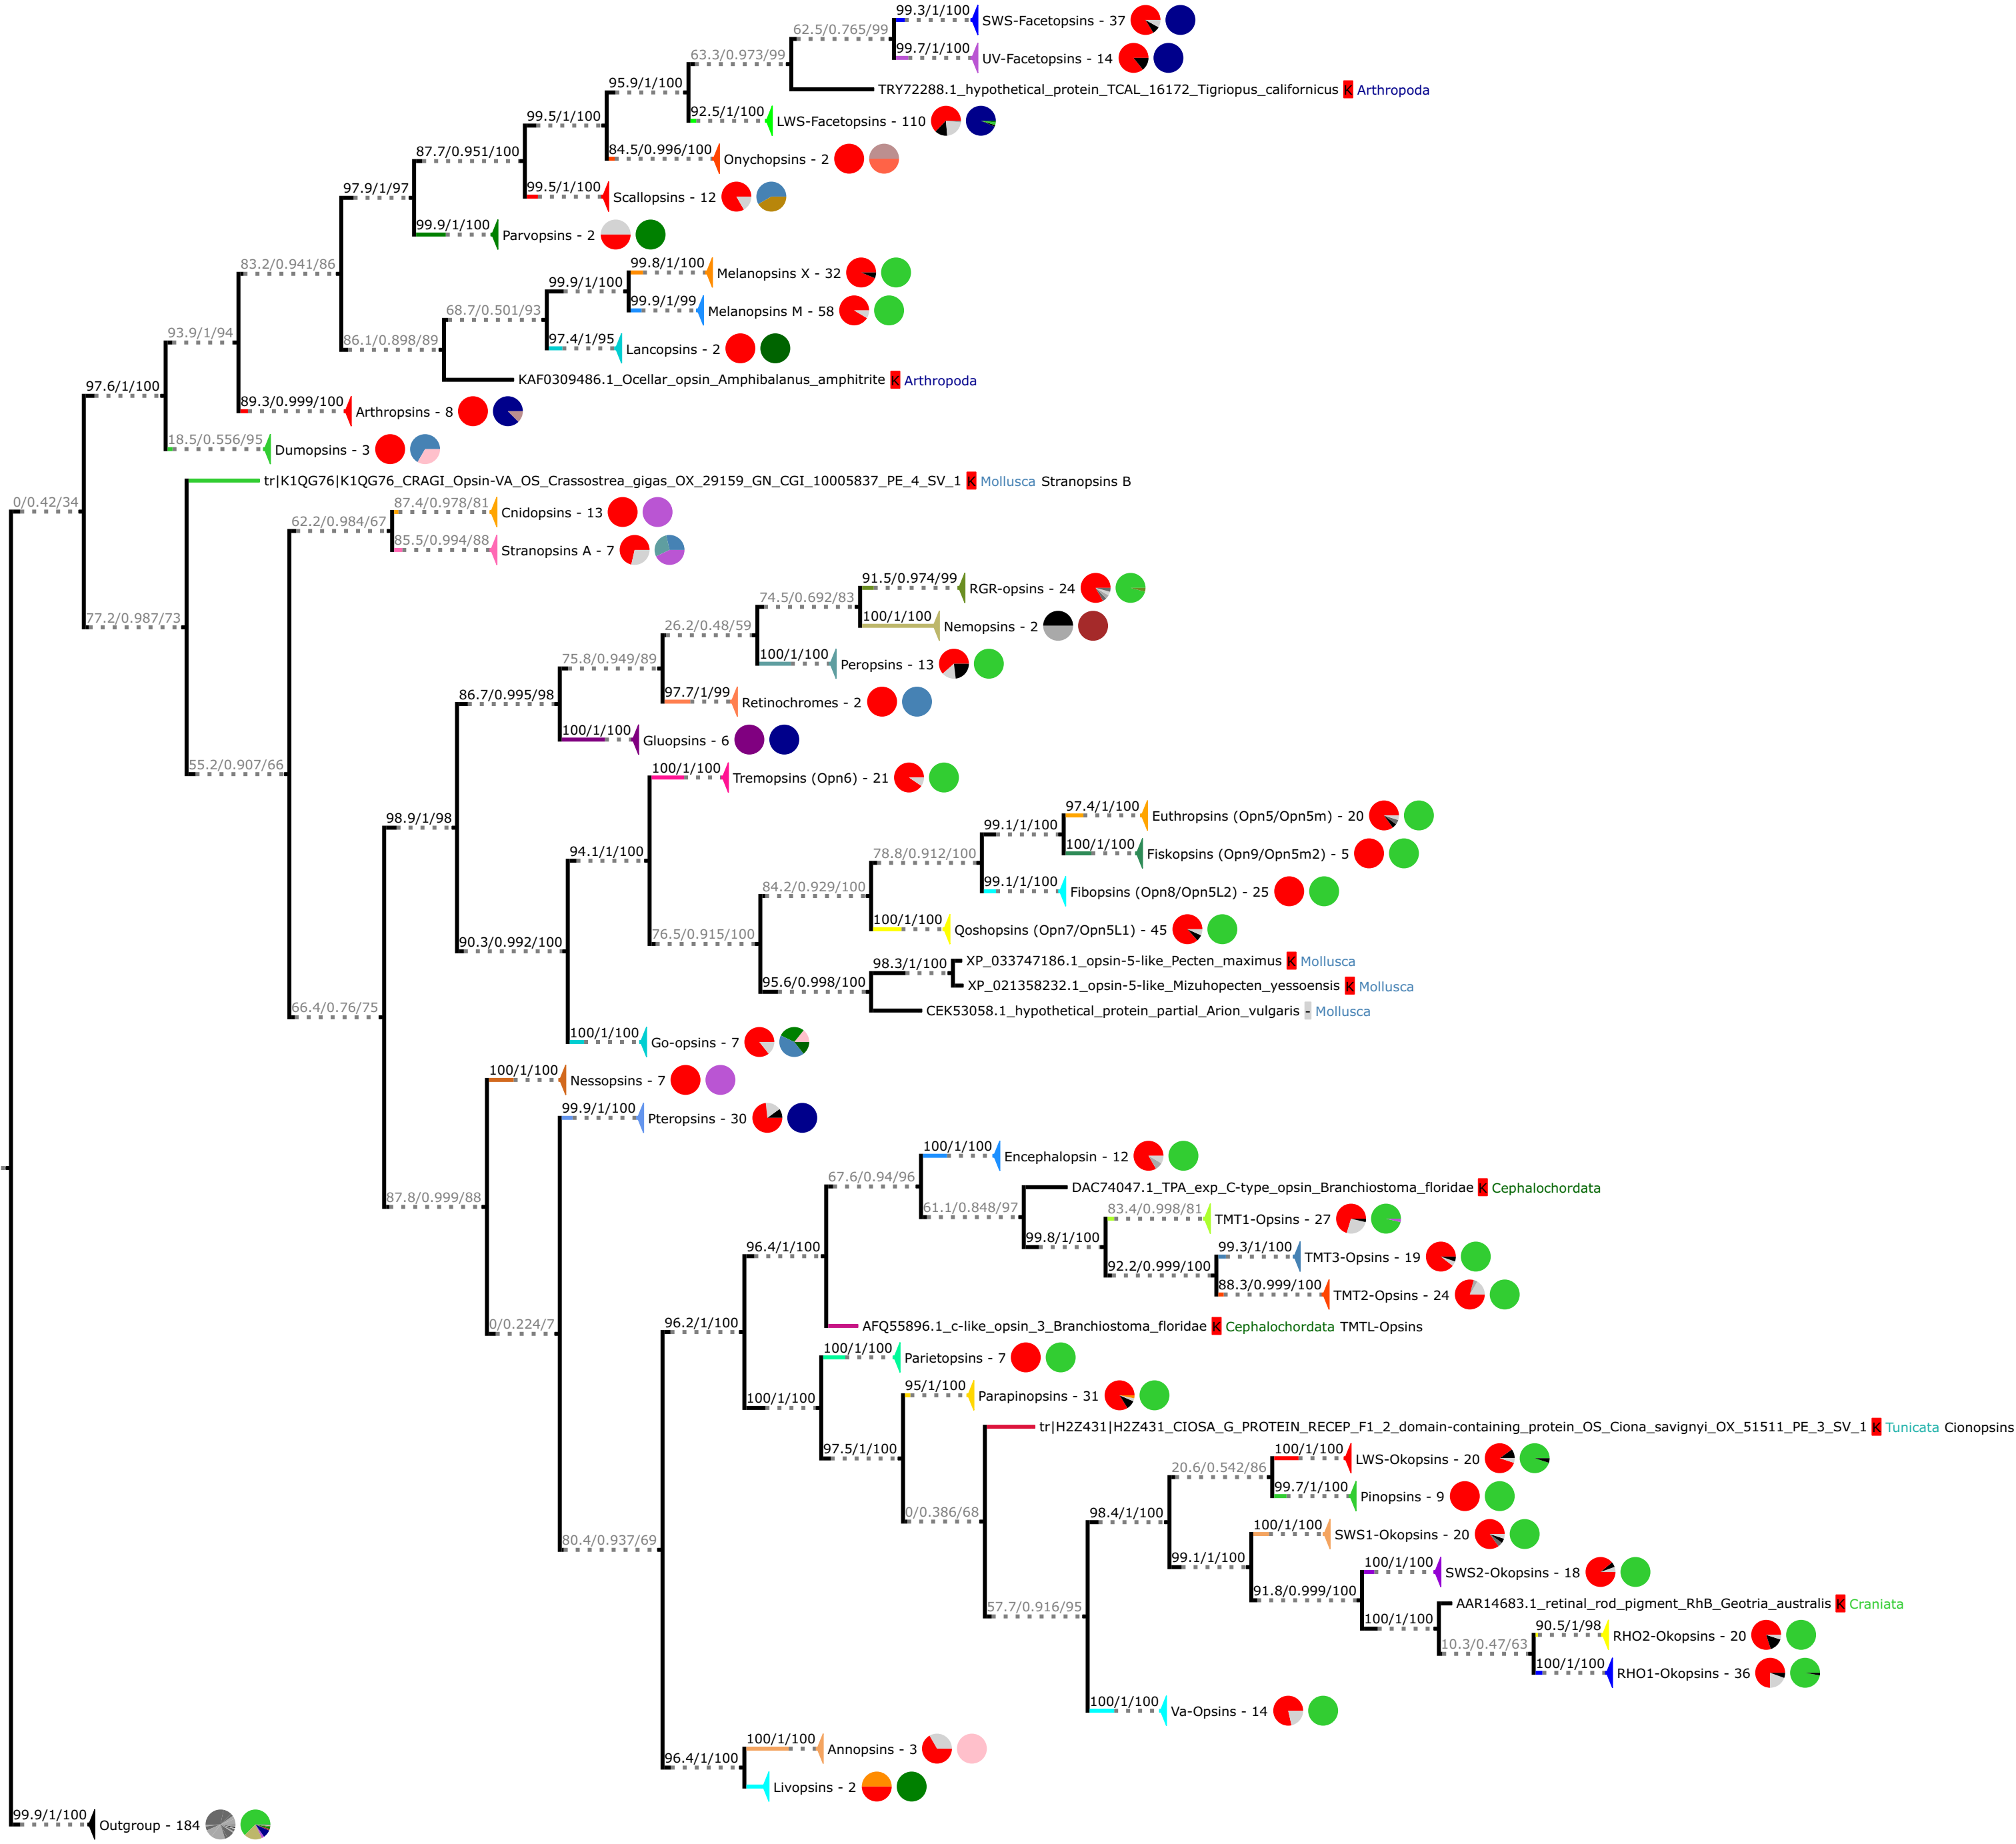 99.3/1/100 SWS-Facetopsins - 37
62.5/0.765/99
99.7/1/100 UV-Facetopsins - 14
63.3/0.973/99
TRY72288.1_hypothetical_protein_TCAL_16172_Tigriopus_californicus K Arthropoda
95.9/1/100
92.5/1/100 LWS-Facetopsins - 110
99.5/1/100
84.5/0.996/100 Onychopsins - 2
87.7/0.951/100
99.5/1/100 Scallopsins - 12
97.9/1/97
99.9/1/100 Parvopsins - 2
83.2/0.941/86
99.8/1/100 Melanopsins X - 32
99.9/1/100
99.9/1/99 Melanopsins M - 58
68.7/0.501/93
93.9/1/94
86.1/0.898/89
97.4/1/95 Lancopsins - 2
KAF0309486.1_Ocellar_opsin_Amphibalanus_amphitrite K Arthropoda
97.6/1/100
89.3/0.999/100 Arthropsins - 8
18.5/0.556/95 Dumopsins - 3
tr|K1QG76|K1QG76_CRAGI_Opsin-VA_OS_Crassostrea_gigas_OX_29159_GN_CGI_10005837_PE_4_SV_1 K Mollusca Stranopsins B
0/0.42/34
87.4/0.978/81 Cnidopsins - 13
62.2/0.984/67
85.5/0.994/88 Stranopsins A - 7
91.5/0.974/99 RGR-opsins - 24
74.5/0.692/83
100/1/100 Nemopsins - 2
77.2/0.987/73
26.2/0.48/59
100/1/100 Peropsins - 13
75.8/0.949/89
86.7/0.995/98
97.7/1/99 Retinochromes - 2
100/1/100 Gluopsins - 6
55.2/0.907/66
100/1/100 Tremopsins (Opn6) - 21
97.4/1/100 Euthropsins (Opn5/Opn5m) - 20
98.9/1/98
99.1/1/100
100/1/100 Fiskopsins (Opn9/Opn5m2) - 5
94.1/1/100
78.8/0.912/100
99.1/1/100 Fibopsins (Opn8/Opn5L2) - 25
84.2/0.929/100
100/1/100 Qoshopsins (Opn7/Opn5L1) - 45
90.3/0.992/100
76.5/0.915/100
XP_033747186.1_opsin-5-like_Pecten_maximus K Mollusca
98.3/1/100
95.6/0.998/100
XP_021358232.1_opsin-5-like_Mizuhopecten_yessoensis K Mollusca
66.4/0.76/75
CEK53058.1_hypothetical_protein_partial_Arion_vulgaris - Mollusca
100/1/100 Go-opsins - 7
100/1/100 Nessopsins - 7
99.9/1/100 Pteropsins - 30
100/1/100 Encephalopsin - 12
67.6/0.94/96
DAC74047.1_TPA_exp_C-type_opsin_Branchiostoma_floridae K Cephalochordata
87.8/0.999/88
61.1/0.848/97
83.4/0.998/81 TMT1-Opsins - 27
99.8/1/100
96.4/1/100
99.3/1/100 TMT3-Opsins - 19
92.2/0.999/100
88.3/0.999/100 TMT2-Opsins - 24
0/0.224/7
96.2/1/100
AFQ55896.1_c-like_opsin_3_Branchiostoma_floridae K Cephalochordata TMTL-Opsins
100/1/100 Parietopsins - 7
100/1/100
95/1/100 Parapinopsins - 31
tr|H2Z431|H2Z431_CIOSA_G_PROTEIN_RECEP_F1_2_domain-containing_protein_OS_Ciona_savignyi_OX_51511_PE_3_SV_1 K Tunicata Cionopsins
97.5/1/100
100/1/100 LWS-Okopsins - 20
20.6/0.542/86
99.7/1/100 Pinopsins - 9
0/0.386/68
98.4/1/100
100/1/100 SWS1-Okopsins - 20
80.4/0.937/69
99.1/1/100
100/1/100 SWS2-Okopsins - 18
91.8/0.999/100
AAR14683.1_retinal_rod_pigment_RhB_Geotria_australis K Craniata
57.7/0.916/95
100/1/100
90.5/1/98 RHO2-Okopsins - 20
10.3/0.47/63
100/1/100 RHO1-Okopsins - 36
100/1/100 Va-Opsins - 14
100/1/100 Annopsins - 3
96.4/1/100
Livopsins - 2
99.9/1/100 Outgroup - 184